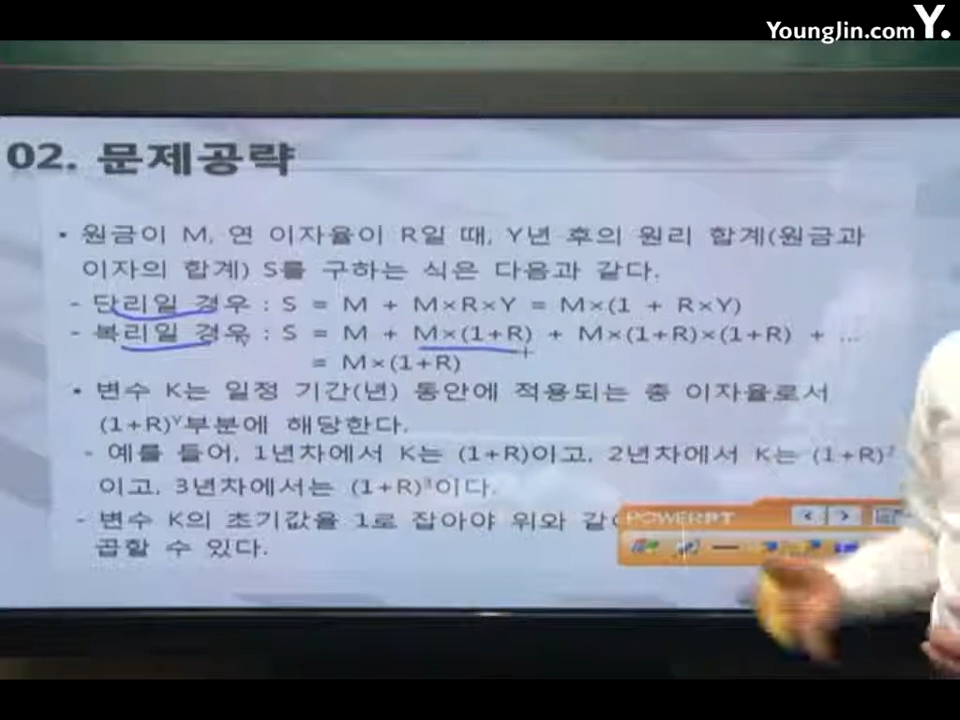 YoungJin.com Y.
02. 문제공략
• 원금이 M, 연 이자율이 R일 때, Y년 후의 원리 합계(원금과
이자의 합계) S를 구하는 식은 다음과 같다.
- 단리일 경우 : S = M + M×R×Y = M×(1 + R×Y)
- 복리일 경우 : S = M + M×(1+R) + M×(1+R)×(1+R) + ...
= M×(1+R)
• 변수 K는 일정 기간(년) 동안에 적용되는 총 이자율로서
(1+R)ʸ부분에 해당한다.
- 예를 들어, 1년차에서 K는 (1+R)이고, 2년차에서 K는 (1+R)²
이고, 3년차에서는 (1+R)³이다.
- 변수 K의 초기값을 1로 잡아야 위와 같
POWERPT
곱할 수 있다.